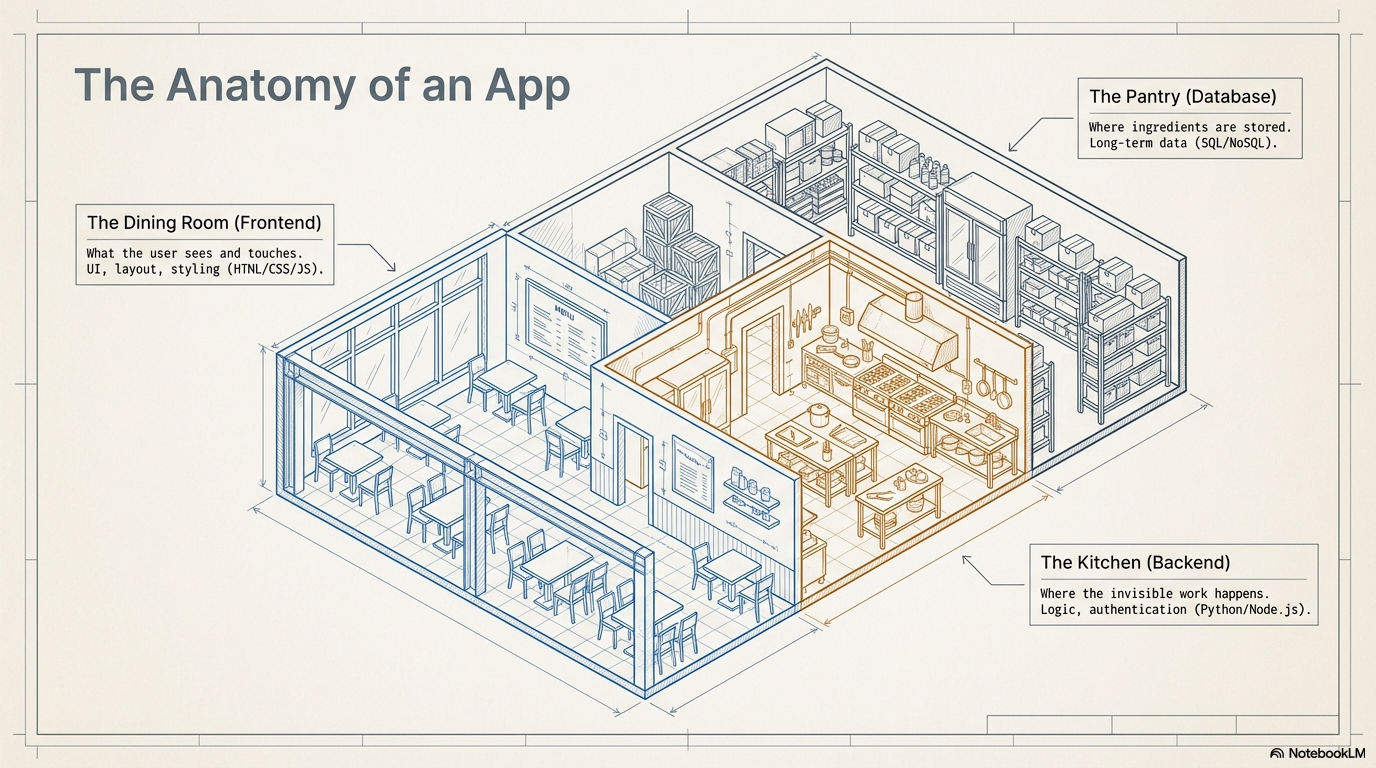 The Anatomy of an App
The Pantry (Database)
Where ingredients are stored.
Long-term data (SQL/NoSQL).
The Dining Room (Frontend)
What the user sees and touches.
UI, layout, styling (HTNL/CSS/JS).
MENU
The Kitchen (Backend)
Where the invisible work happens.
Logic, authentication (Python/Node.js).
NotebookLM